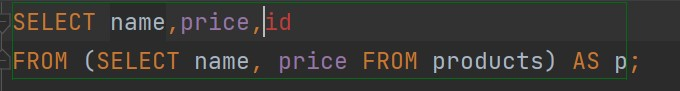 SELECT name,price,id
FROM (SELECT name, price FROM products) AS p;